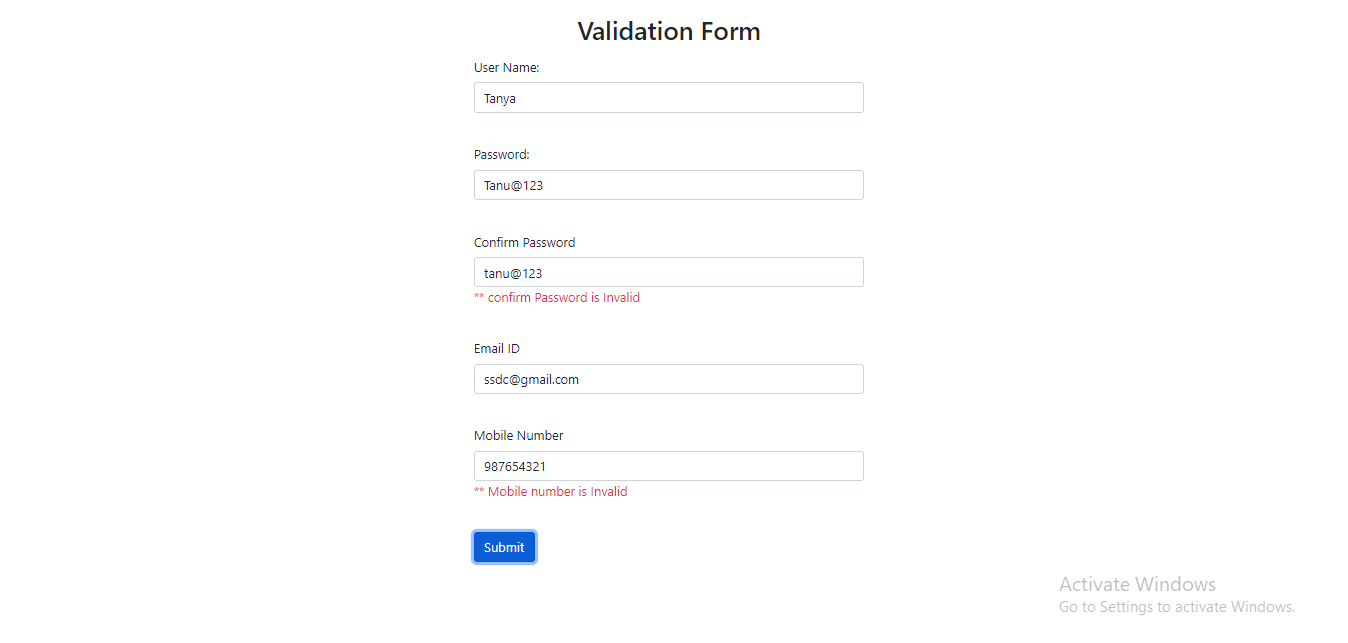 Validation Form
User Name:
Tanya
Password:
Tanu@123
Confirm Password
tanu@123
** confirm Password is Invalid
Email ID
ssdc@gmail.com
Mobile Number
987654321
** Mobile number is Invalid
Submit
Activate Windows
Go to Settings to activate Windows.